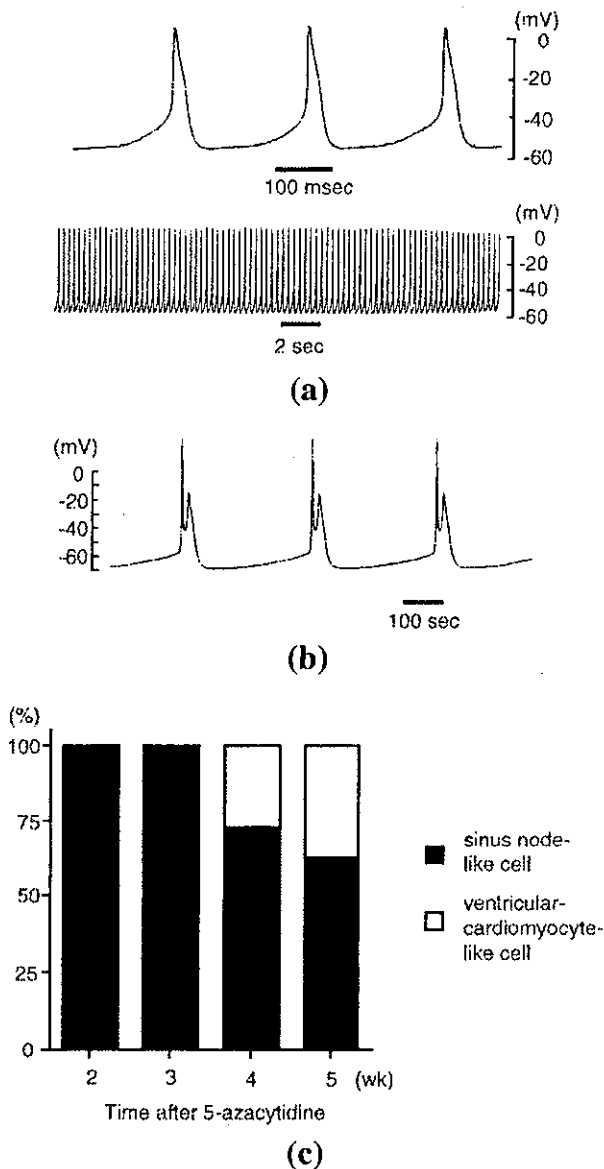 (mV)
0
-20
-40
-60
100 msec
(mV)
0
-20
-40
-60
2 sec
(a)
(mV)
0
-20
-40
-60
100 sec
(b)
(%)
100
75
50
25
0
2 3 4 5 (wk)
Time after 5-azacytidine
sinus node-
like cell
ventricular-
cardiomyocyte-
like cell
(c)